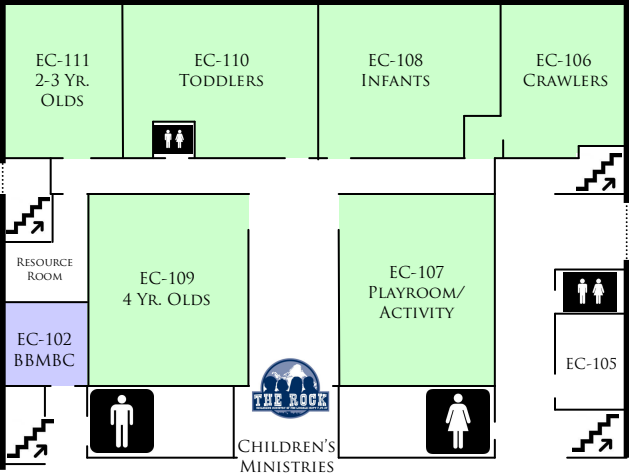 EC-111
2-3 Yr.
Olds
EC-110
Toddlers
EC-108
Infants
EC-106
Crawlers
Resource
Room
EC-109
4 Yr. Olds
EC-107
Playroom/
Activity
EC-102
BBMBC
EC-105
THE ROCK
Children's
Ministries